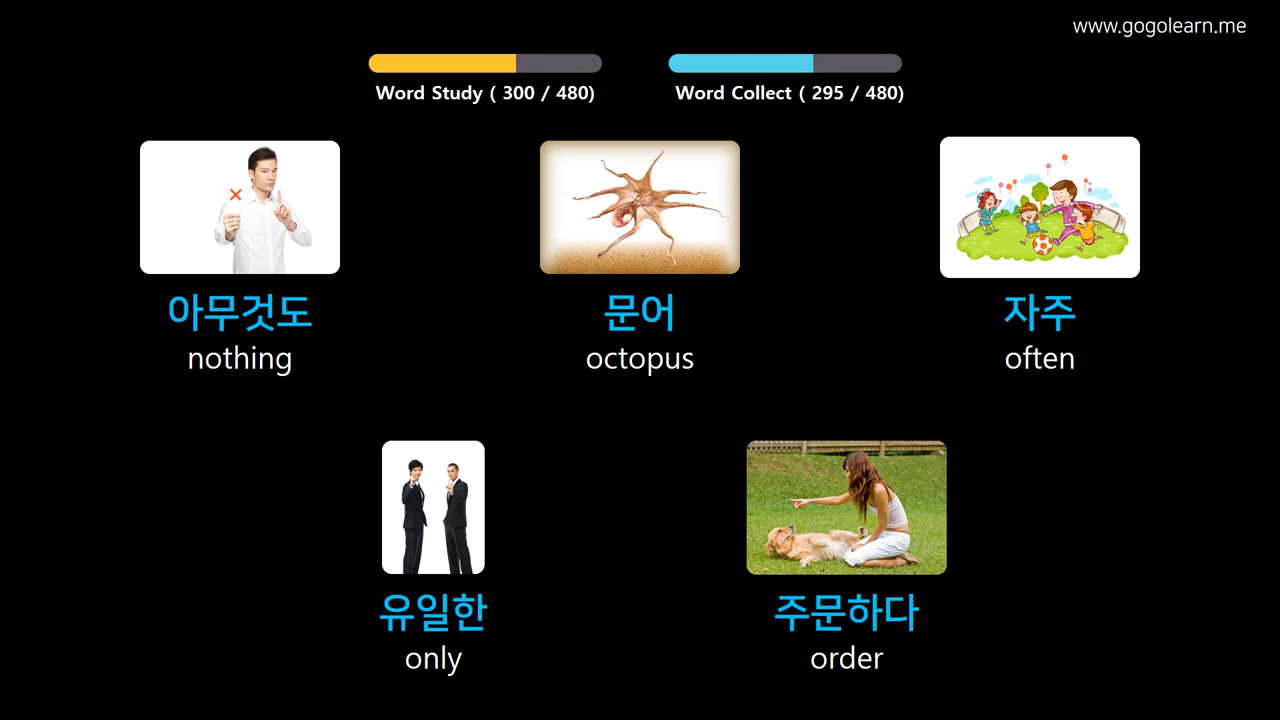 www.gogolearn.me
Word Study ( 300 / 480)
Word Collect ( 295 / 480)
아무것도
nothing
문어
octopus
자주
often
유일한
only
주문하다
order